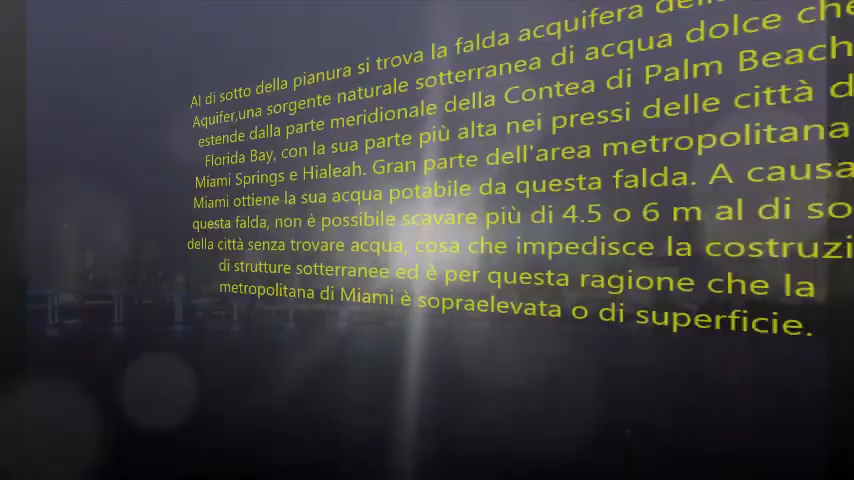 Al di sotto della pianura si trova la falda acquifera
Aquifer,una sorgente naturale sotterranea di acqua dolce che
estende dalla parte meridionale della Contea di Palm Beach
Florida Bay, con la sua parte più alta nei pressi delle città
Miami Springs e Hialeah. Gran parte dell'area metropolitana
Miami ottiene la sua acqua potabile da questa falda. A causa
questa falda, non è possibile scavare più di 4.5 o 6 m al di
della città senza trovare acqua, cosa che impedisce la
di strutture sotterranee ed è per questa ragione che la
metropolitana di Miami è sopraelevata o di superficie.